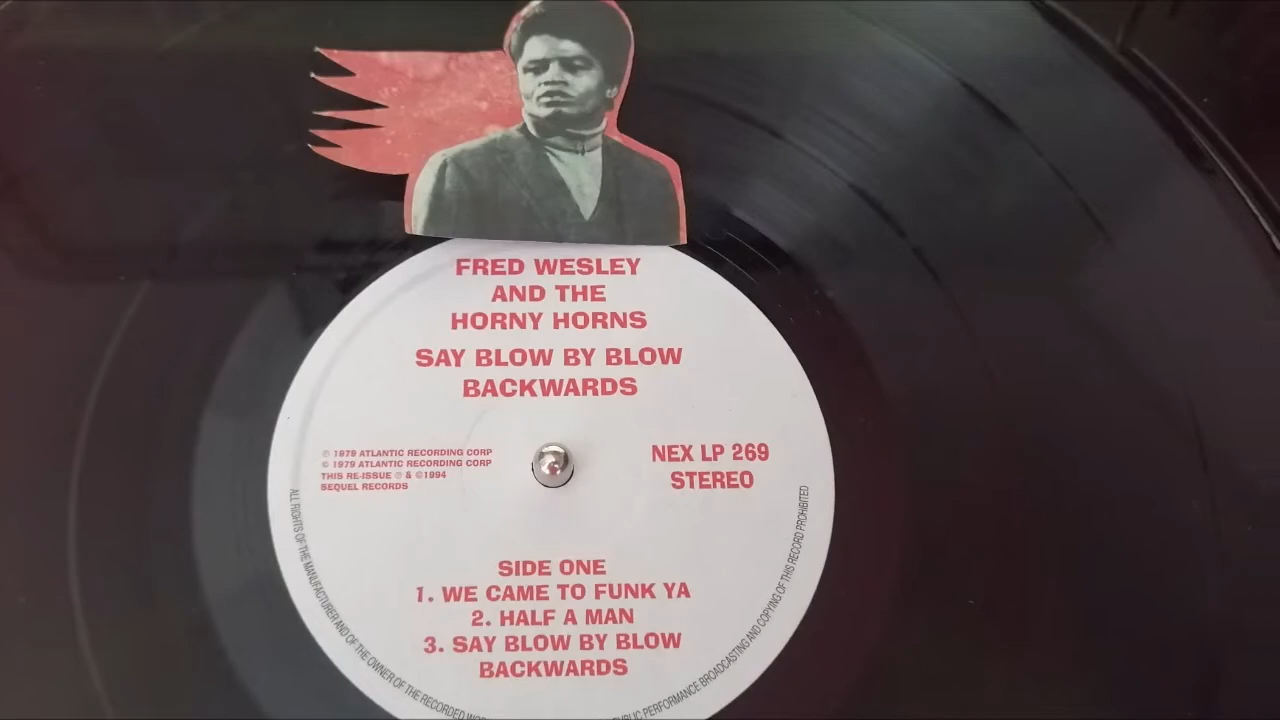 FRED WESLEY
AND THE
HORNY HORNS
SAY BLOW BY BLOW
BACKWARDS
℗ 1979 ATLANTIC RECORDING CORP
© 1979 ATLANTIC RECORDING CORP
THIS RE-ISSUE ℗ & ©1994
SEQUEL RECORDS
NEX LP 269
STEREO
SIDE ONE
1. WE CAME TO FUNK YA
2. HALF A MAN
3. SAY BLOW BY BLOW
BACKWARDS
ALL RIGHTS OF THE MANUFACTURER AND OF THE OWNER OF THE RECORDED
PERFORMANCE BROADCASTING AND COPYING OF THIS RECORD PROHIBITED